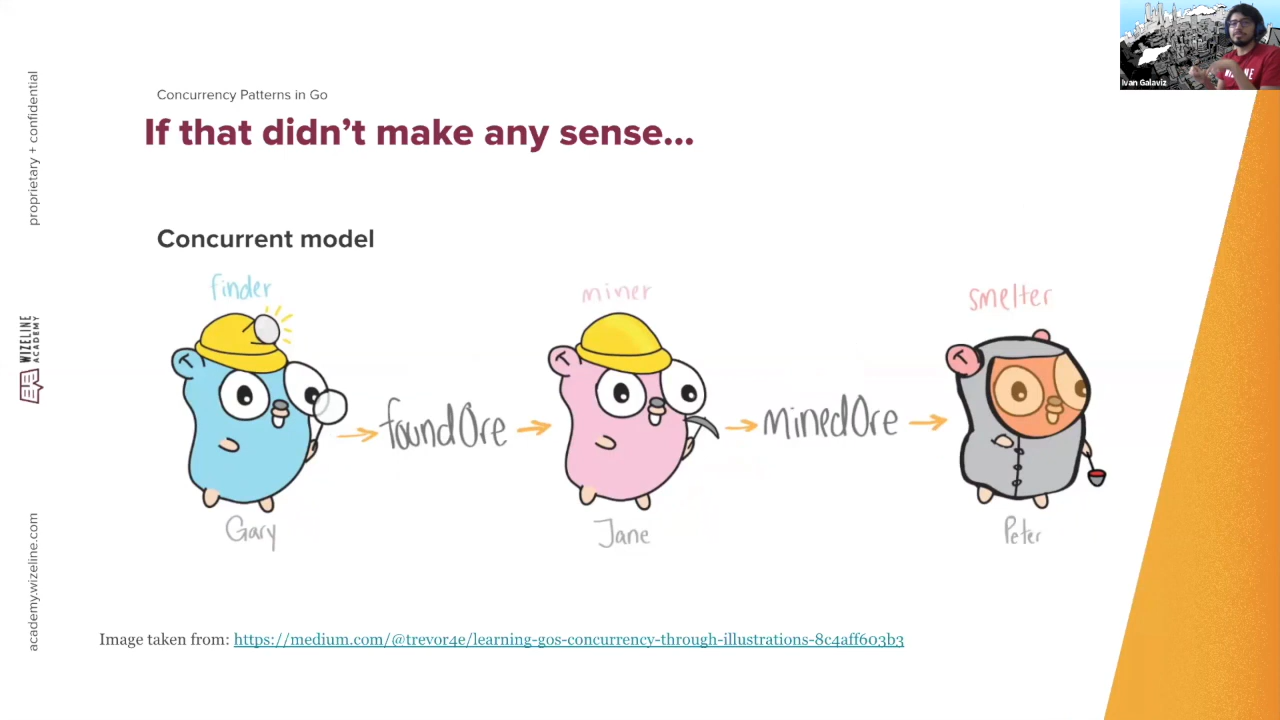 Concurrency Patterns in Go
If that didn't make any sense...
Concurrent model
finder
miner
smelter
foundOre
minedOre
Gary
Jane
Peter
Image taken from: https://medium.com/@trevor4e/learning-gos-concurrency-through-illustrations-8c4aff603b3
proprietary + confidential
WIZELINE
ACADEMY
academy.wizeline.com
Ivan Galaviz